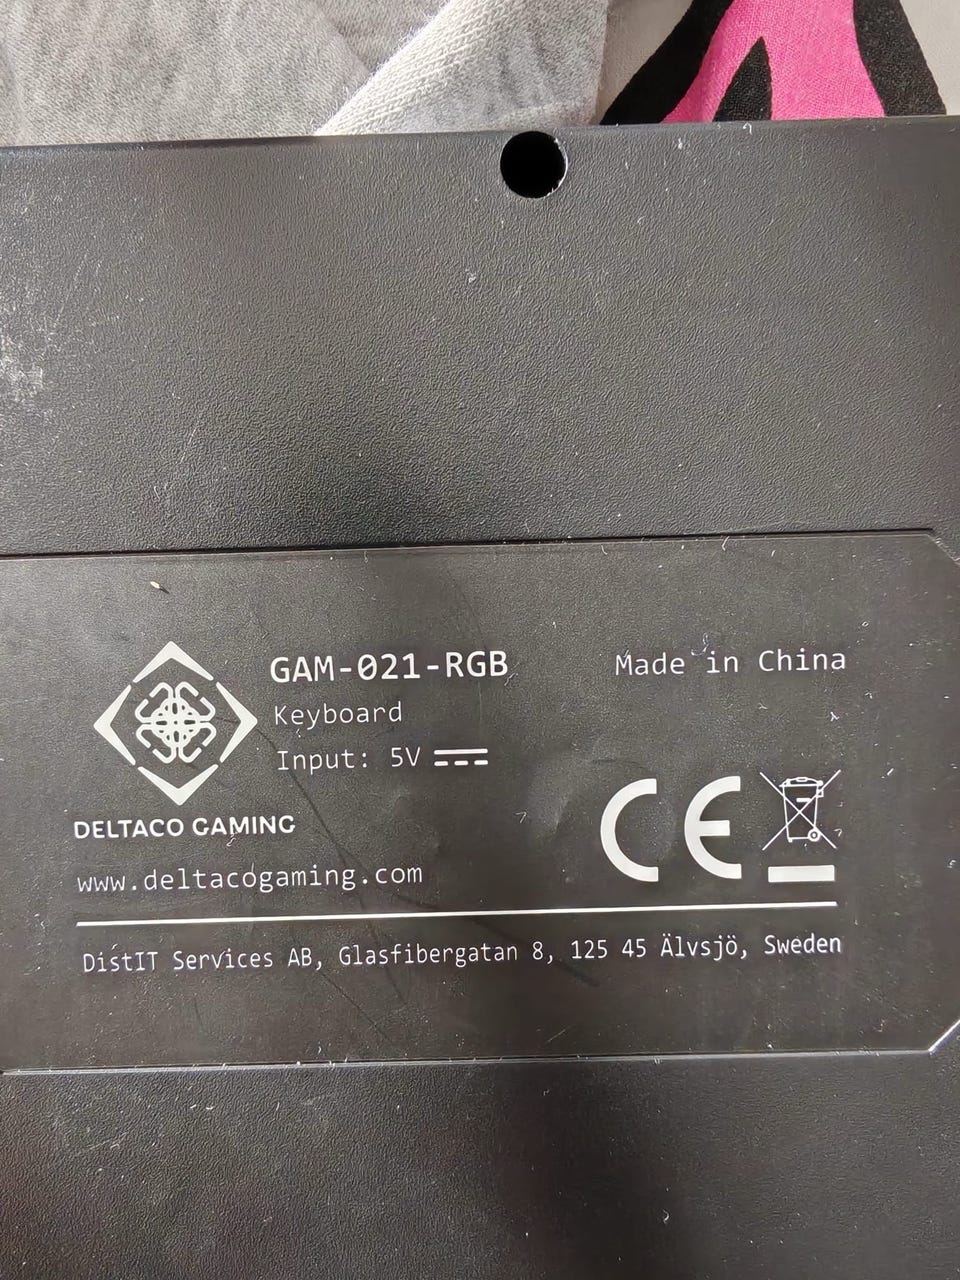 GAM-021-RGB
Keyboard
Input: 5V
Made in China
CE
DELTACO GAMING
www.deltacogaming.com
DistIT Services AB, Glasfibergatan 8, 125 45 Älvsjö, Sweden